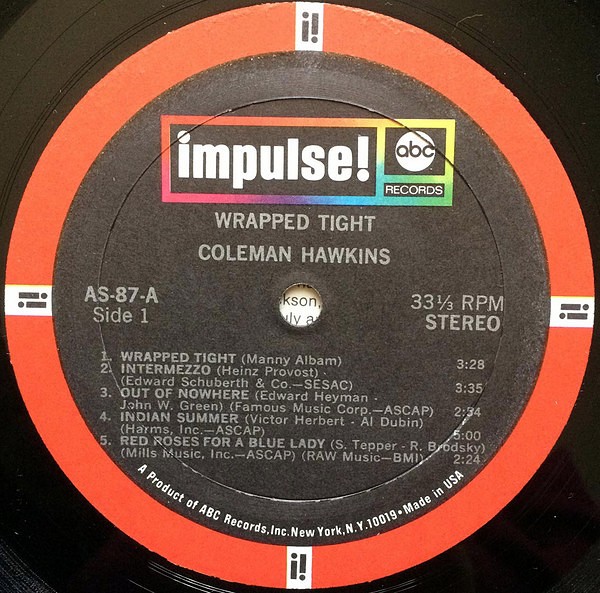 i!
impulse!
abc
RECORDS
WRAPPED TIGHT
COLEMAN HAWKINS
AS-87-A
Side 1
kson,
33⅓ RPM
STEREO
1. WRAPPED TIGHT (Manny Albam) 3:28
2. INTERMEZZO (Heinz Provost) -
(Edward Schuberth & Co.—SESAC) 3:35
3. OUT OF NOWHERE (Edward Heyman -
John W. Green) (Famous Music Corp.—ASCAP) 2:34
4. INDIAN SUMMER (Victor Herbert - Al Dubin)
(Harms, Inc.—ASCAP) 5:00
5. RED ROSES FOR A BLUE LADY (S. Tepper - R. Brodsky)
(Mills Music, Inc.—ASCAP) (RAW Music—BMI) 2:24
A Product of ABC Records, Inc. New York, N.Y. 10019 • Made in USA
i!
i!
i!